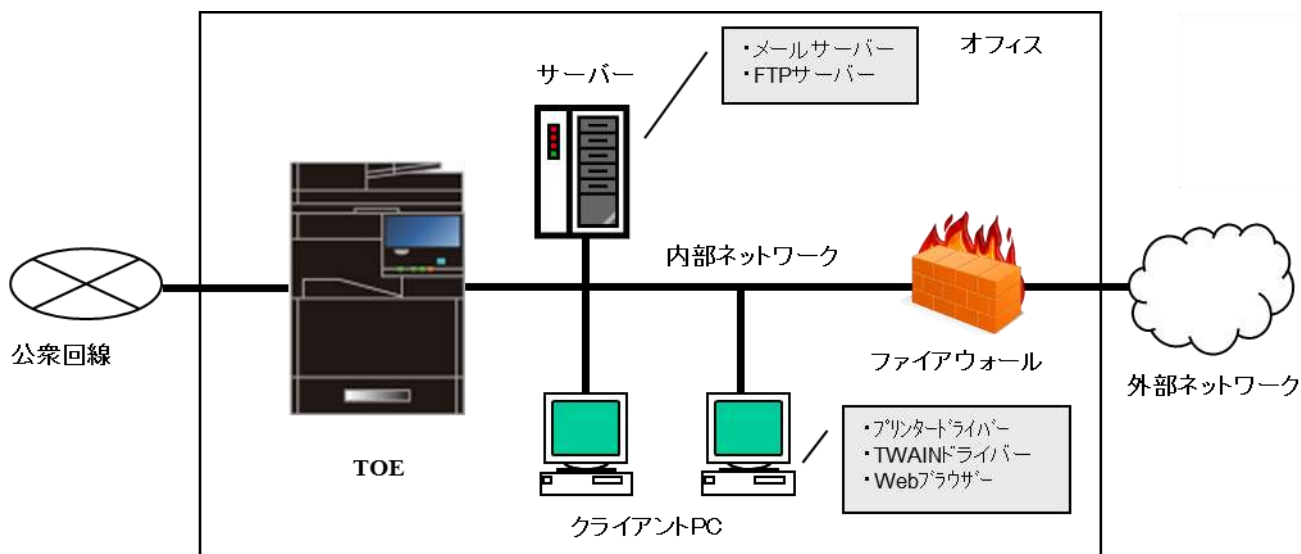 オフィス
・メールサーバー
・FTPサーバー
サーバー
内部ネットワーク
公衆回線
ファイアウォール
外部ネットワーク
TOE
・プリンタードライバー
・TWAINドライバー
・Webブラウザー
クライアントPC